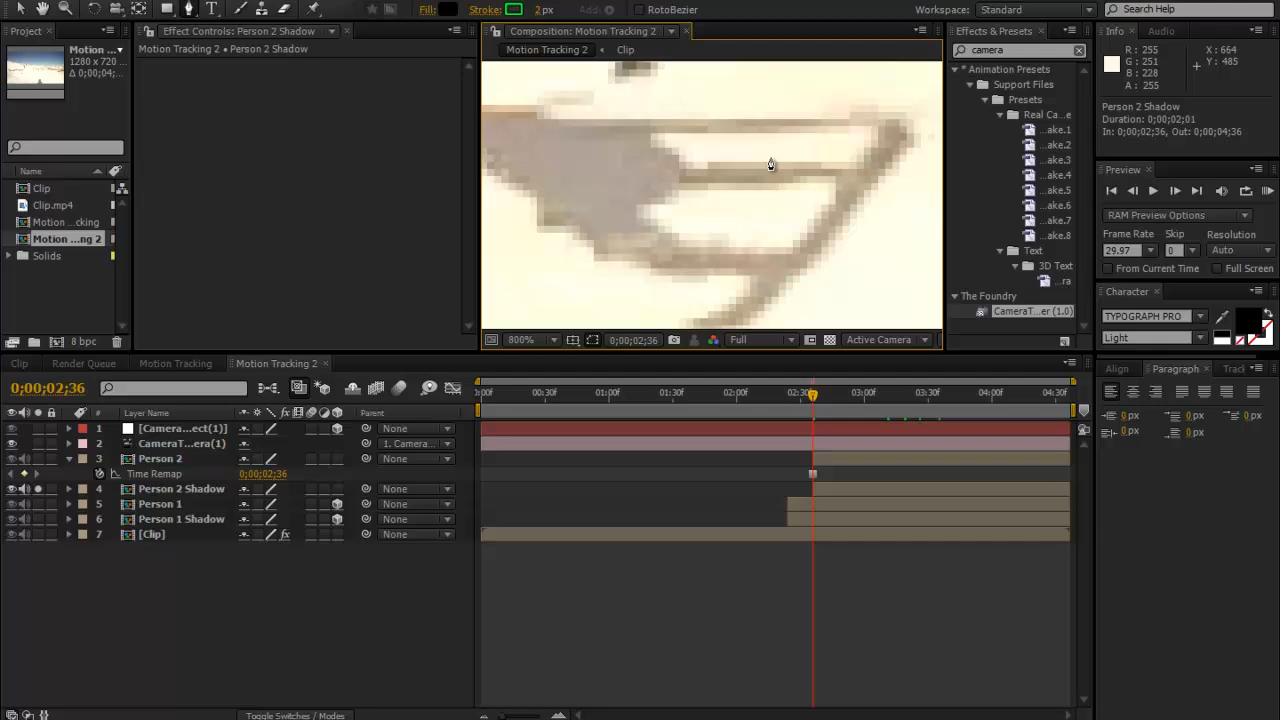 Fill:
Stroke:
2 px
Add:
RotoBezier
Workspace:
Standard
Search Help
Project
Effect Controls: Person 2 Shadow
Composition: Motion Tracking 2
Effects & Presets
Info
Audio
Motion ...
1280 x 720 ...
Δ 0;00;04;...
Motion Tracking 2 • Person 2 Shadow
Motion Tracking 2
Clip
camera
R : 255
G : 251
B : 228
A : 255
X : 664
Y : 485
* Animation Presets
Support Files
Presets
Real Ca...e
...ake.1
...ake.2
...ake.3
...ake.4
...ake.5
...ake.6
...ake.7
...ake.8
Text
3D Text
...ra
The Foundry
CameraT...er (1.0)
Person 2 Shadow
Duration: 0;00;02;01
In: 0;00;02;36, Out: 0;00;04;36
Preview
RAM Preview Options
Frame Rate
Skip
Resolution
29.97
0
Auto
From Current Time
Full Screen
Name
Clip
Clip.mp4
Motion ...cking
Motion ...ng 2
Solids
Character
TYPOGRAPH PRO
Light
8 bpc
800%
0;00;02;36
Full
Active Camera
Clip
Render Queue
Motion Tracking
Motion Tracking 2
Align
Paragraph
Track
0;00;02;36
:00f
00:30f
01:00f
01:30f
02:00f
02:30f
03:00f
03:30f
04:00f
04:30f
0 px
0 px
0 px
0 px
0 px
#
Layer Name
Parent
1
[Camera...ect(1)]
None
2
CameraT...era(1)
1. Camera...
3
Person 2
None
Time Remap
0;00;02;36
4
Person 2 Shadow
None
5
Person 1
None
6
Person 1 Shadow
None
7
[Clip]
None
Toggle Switches / Modes